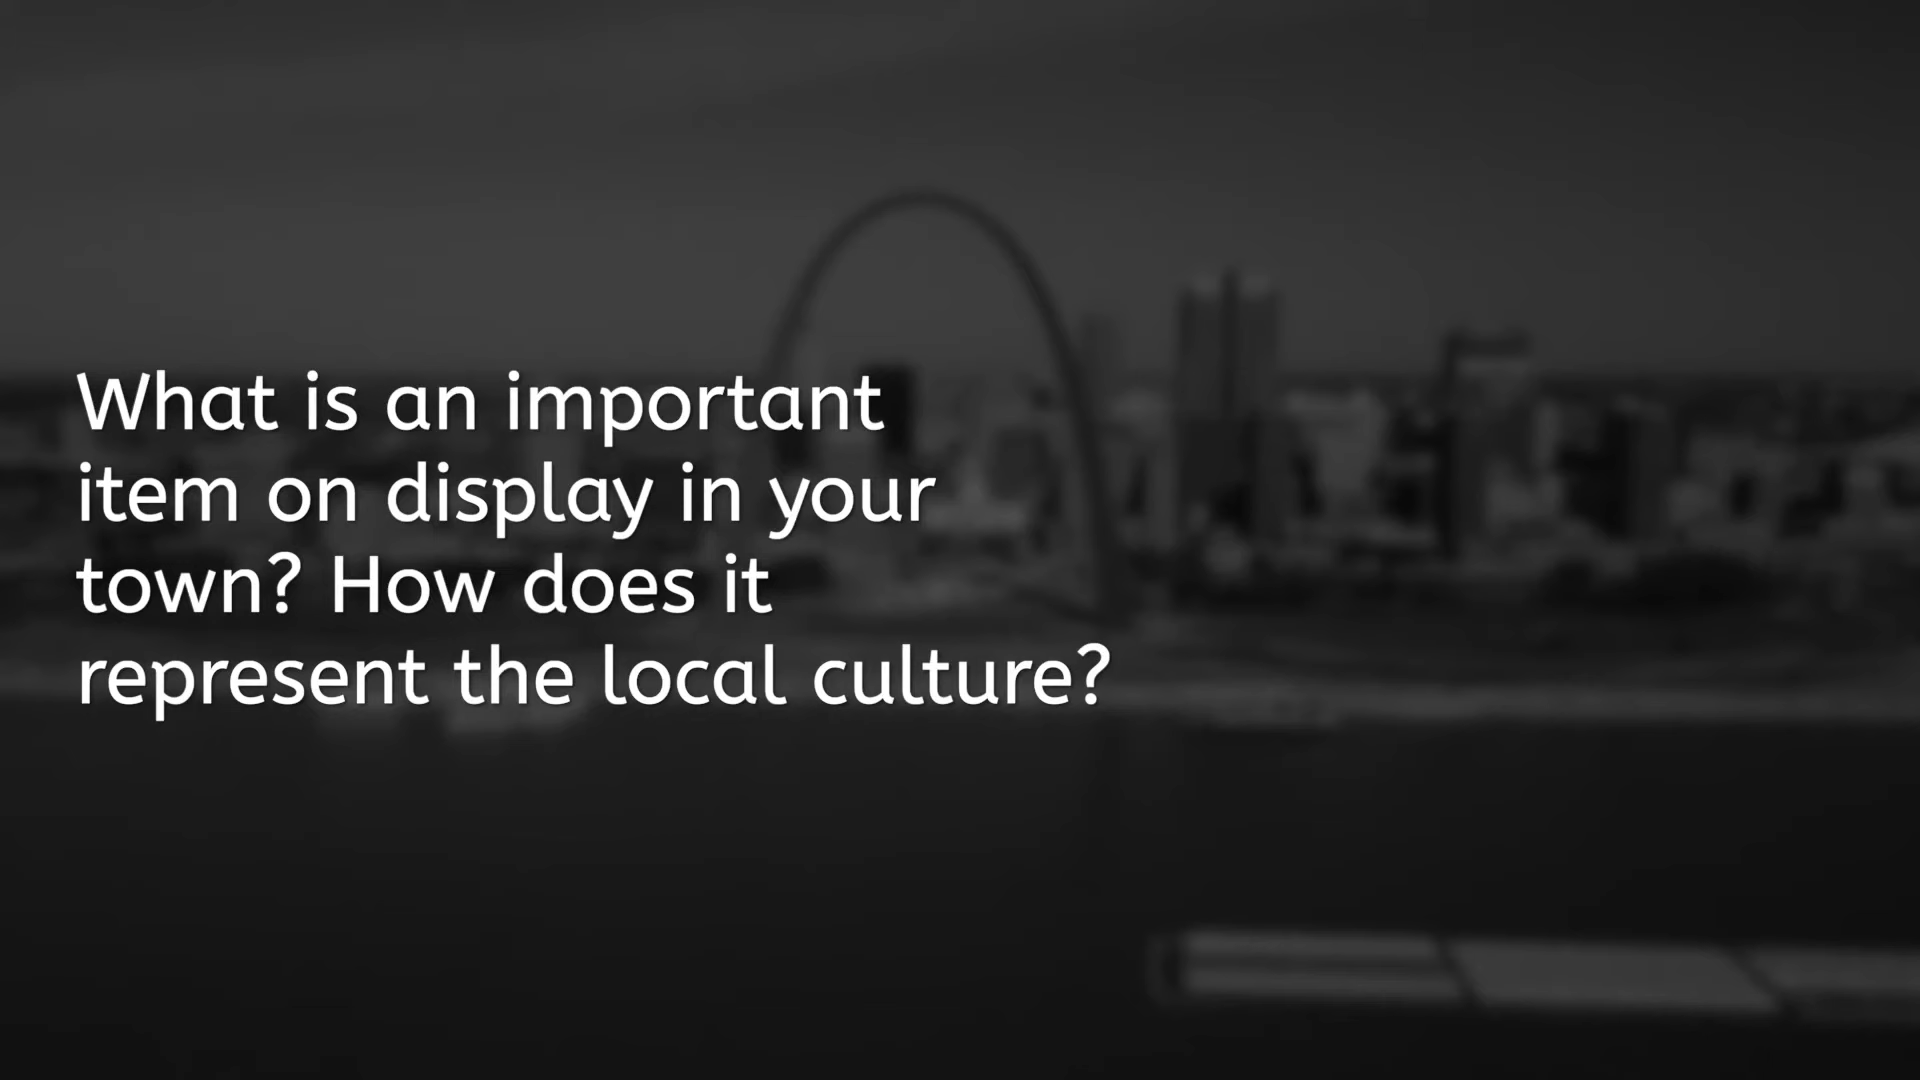 What is an important
item on display in your
town? How does it
represent the local culture?